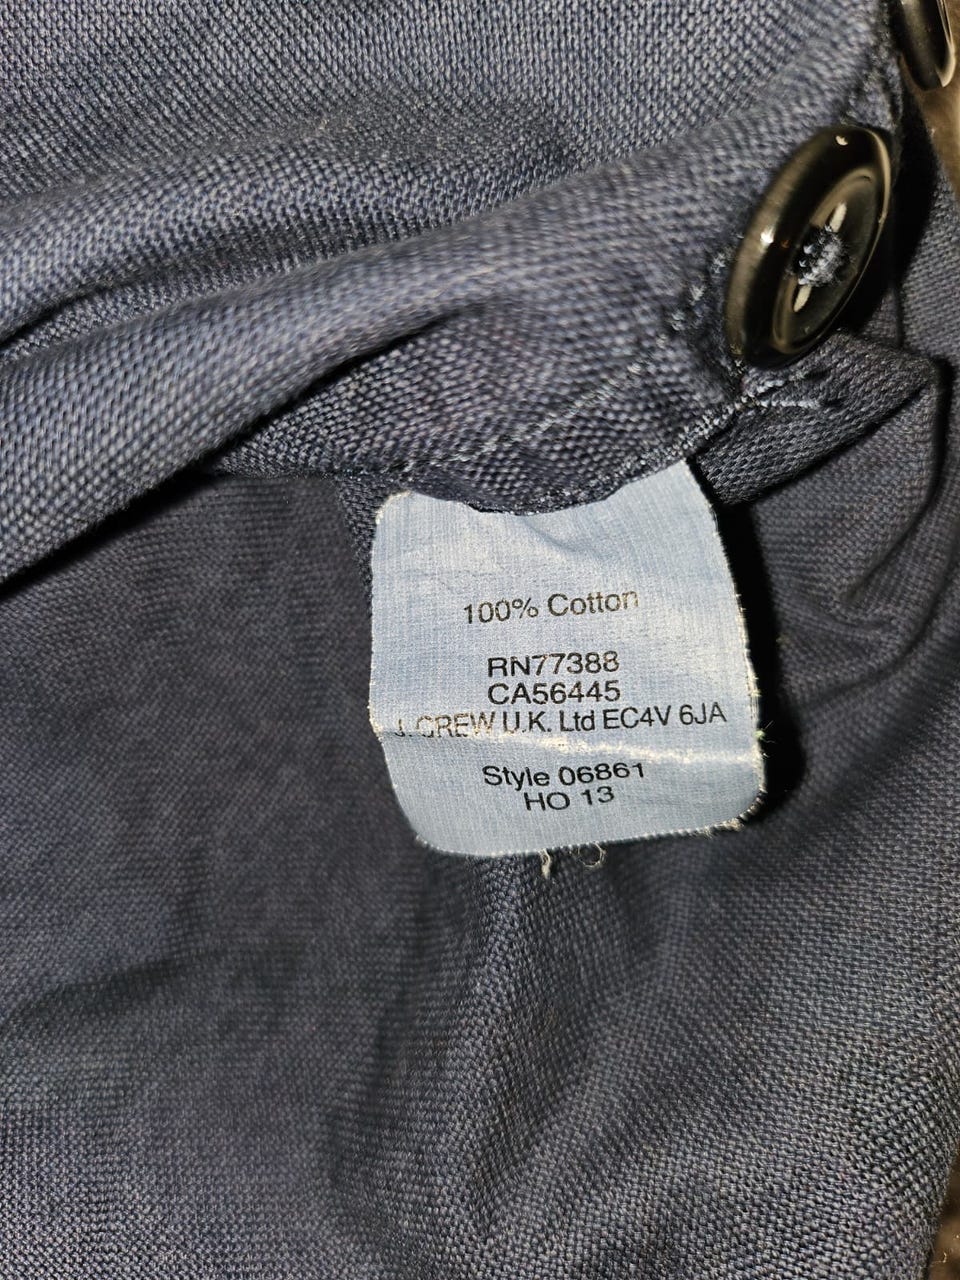 100% Cotton
RN77388
CA56445
J. CREW U.K. Ltd EC4V 6JA
Style 06861
HO 13